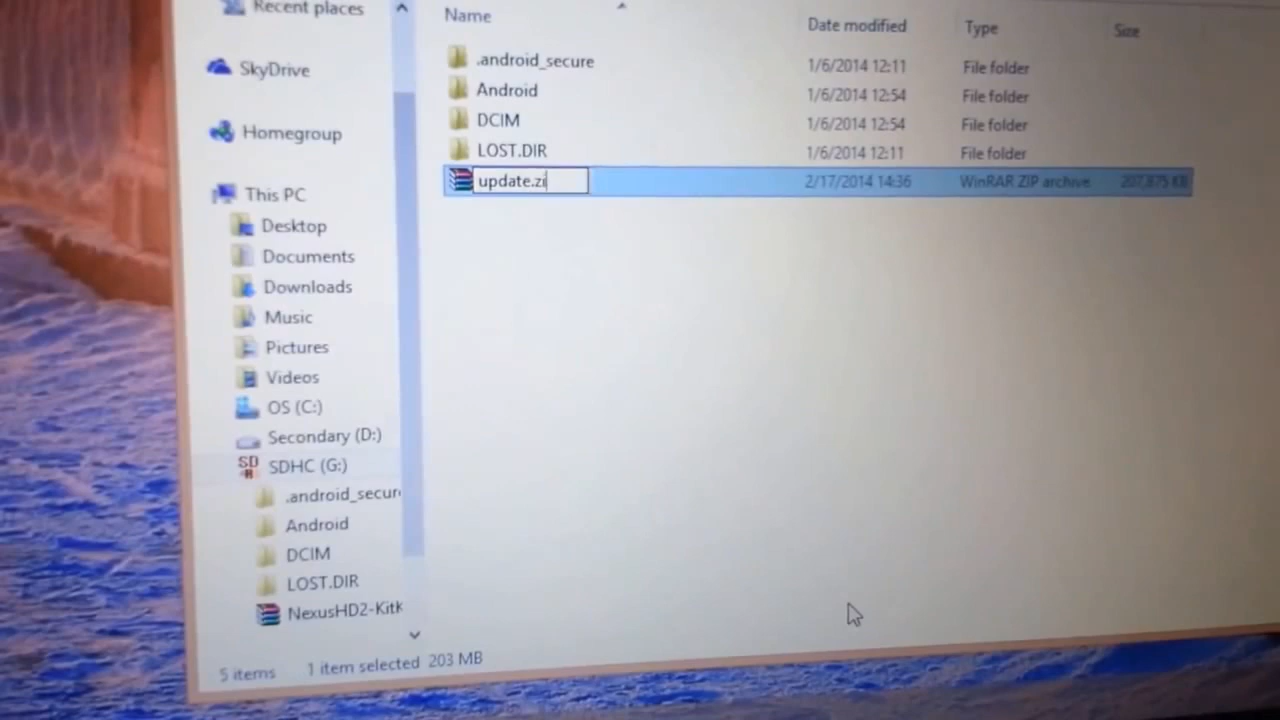 Recent places
SkyDrive
Homegroup
This PC
Desktop
Documents
Downloads
Music
Pictures
Videos
OS (C:)
Secondary (D:)
SD
SDHC (G:)
.android_secur
Android
DCIM
LOST.DIR
NexusHD2-Kitk
Name Date modified Type Size
.android_secure 1/6/2014 12:11 File folder
Android 1/6/2014 12:54 File folder
DCIM 1/6/2014 12:54 File folder
LOST.DIR 1/6/2014 12:11 File folder
update.zi 2/17/2014 14:36 WinRAR ZIP archive 207,875 KB
5 items 1 item selected 203 MB